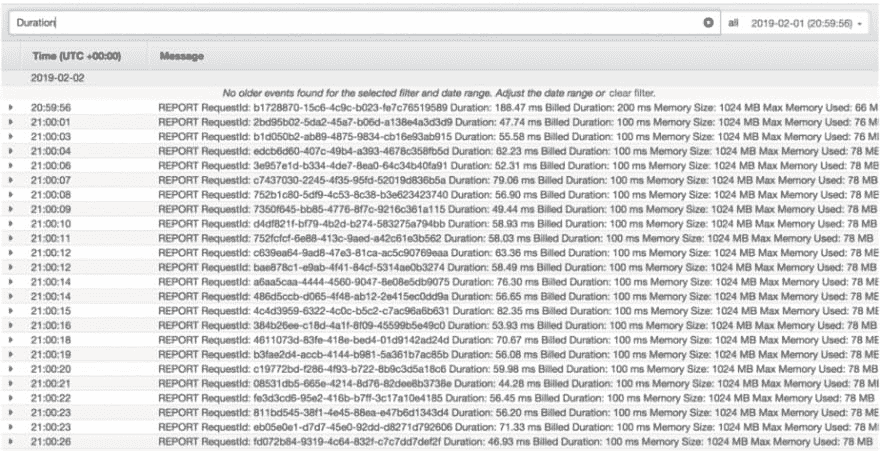 Duration
all 2019-02-01 (20:59:56)
Time (UTC +00:00) Message
2019-02-02
No older events found for the selected filter and date range. Adjust the date range or clear filter.
20:59:56 REPORT RequestId: b1728870-15c6-4c9c-b023-fe7c76519589 Duration: 188.47 ms Billed Duration: 200 ms Memory Size: 1024 MB Max Memory Used: 66 M
21:00:01 REPORT RequestId: 2bd95b02-5da2-45a7-b06d-a138e4a3d3d9 Duration: 47.74 ms Billed Duration: 100 ms Memory Size: 1024 MB Max Memory Used: 76 M
21:00:03 REPORT RequestId: b1d050b2-ab89-4875-9834-cb16e93ab915 Duration: 55.58 ms Billed Duration: 100 ms Memory Size: 1024 MB Max Memory Used: 76 M
21:00:04 REPORT RequestId: edcb6d60-407c-49b4-a393-4678c358fb5d Duration: 62.23 ms Billed Duration: 100 ms Memory Size: 1024 MB Max Memory Used: 78 M
21:00:06 REPORT RequestId: 3e957e1d-b334-4de7-8ea0-64c34b40fa91 Duration: 52.31 ms Billed Duration: 100 ms Memory Size: 1024 MB Max Memory Used: 78 MB
21:00:07 REPORT RequestId: c7437030-2245-4f35-95fd-52019d836b5a Duration: 79.06 ms Billed Duration: 100 ms Memory Size: 1024 MB Max Memory Used: 78 MB
21:00:08 REPORT RequestId: 752b1c80-5df9-4c53-8c38-b3e623423740 Duration: 56.90 ms Billed Duration: 100 ms Memory Size: 1024 MB Max Memory Used: 78 MB
21:00:09 REPORT RequestId: 7350f645-bb85-4776-8f7c-9216c361a115 Duration: 49.44 ms Billed Duration: 100 ms Memory Size: 1024 MB Max Memory Used: 78 MB
21:00:10 REPORT RequestId: d4df821f-bf79-4b2d-b274-583275a794bb Duration: 58.93 ms Billed Duration: 100 ms Memory Size: 1024 MB Max Memory Used: 78 MB
21:00:11 REPORT RequestId: 752fcfcf-6e88-413c-9aed-a42c61e3b562 Duration: 58.03 ms Billed Duration: 100 ms Memory Size: 1024 MB Max Memory Used: 78 MB
21:00:12 REPORT RequestId: c639ea64-9ad8-47e3-81ca-ac5c90769eaa Duration: 63.36 ms Billed Duration: 100 ms Memory Size: 1024 MB Max Memory Used: 78 M
21:00:12 REPORT RequestId: bae878c1-e9ab-4f41-84cf-5314ae0b3274 Duration: 58.49 ms Billed Duration: 100 ms Memory Size: 1024 MB Max Memory Used: 78 MB
21:00:14 REPORT RequestId: a6aa5caa-4444-4560-9047-8e08e5db9075 Duration: 76.30 ms Billed Duration: 100 ms Memory Size: 1024 MB Max Memory Used: 78 M
21:00:14 REPORT RequestId: 486d5ccb-d065-4f48-ab12-2e415ec0dd9a Duration: 56.65 ms Billed Duration: 100 ms Memory Size: 1024 MB Max Memory Used: 78 M
21:00:15 REPORT RequestId: 4c4d3959-6322-4c0c-b5c2-c7ac96a6b631 Duration: 82.35 ms Billed Duration: 100 ms Memory Size: 1024 MB Max Memory Used: 78 M
21:00:16 REPORT RequestId: 384b26ee-c18d-4a1f-8f09-45599b5e49c0 Duration: 53.93 ms Billed Duration: 100 ms Memory Size: 1024 MB Max Memory Used: 78 MB
21:00:18 REPORT RequestId: 4611073d-83fe-418e-bed4-01d9142ad24d Duration: 70.67 ms Billed Duration: 100 ms Memory Size: 1024 MB Max Memory Used: 78 MB
21:00:19 REPORT RequestId: b3fae2d4-accb-4144-b981-5a361b7ac85b Duration: 56.08 ms Billed Duration: 100 ms Memory Size: 1024 MB Max Memory Used: 78 MB
21:00:20 REPORT RequestId: c19772bd-f286-4f93-b722-8b9c3d5a18c6 Duration: 59.98 ms Billed Duration: 100 ms Memory Size: 1024 MB Max Memory Used: 78 MB
21:00:21 REPORT RequestId: 08531db5-665e-4214-8d76-82dee8b3738e Duration: 44.28 ms Billed Duration: 100 ms Memory Size: 1024 MB Max Memory Used: 78 M
21:00:22 REPORT RequestId: fe3d3cd6-95e2-416b-b7ff-3c17a10e4185 Duration: 56.45 ms Billed Duration: 100 ms Memory Size: 1024 MB Max Memory Used: 78 MB
21:00:23 REPORT RequestId: 811bd545-38f1-4e45-88ea-e47b6d1343d4 Duration: 56.20 ms Billed Duration: 100 ms Memory Size: 1024 MB Max Memory Used: 78 MB
21:00:23 REPORT RequestId: eb05e0e1-d7d7-45e0-92dd-d8271d792606 Duration: 71.33 ms Billed Duration: 100 ms Memory Size: 1024 MB Max Memory Used: 78 M
21:00:26 REPORT RequestId: fd072b84-9319-4c64-832f-c7c7dd7def2f Duration: 46.93 ms Billed Duration: 100 ms Memory Size: 1024 MB Max Memory Used: 78 MB